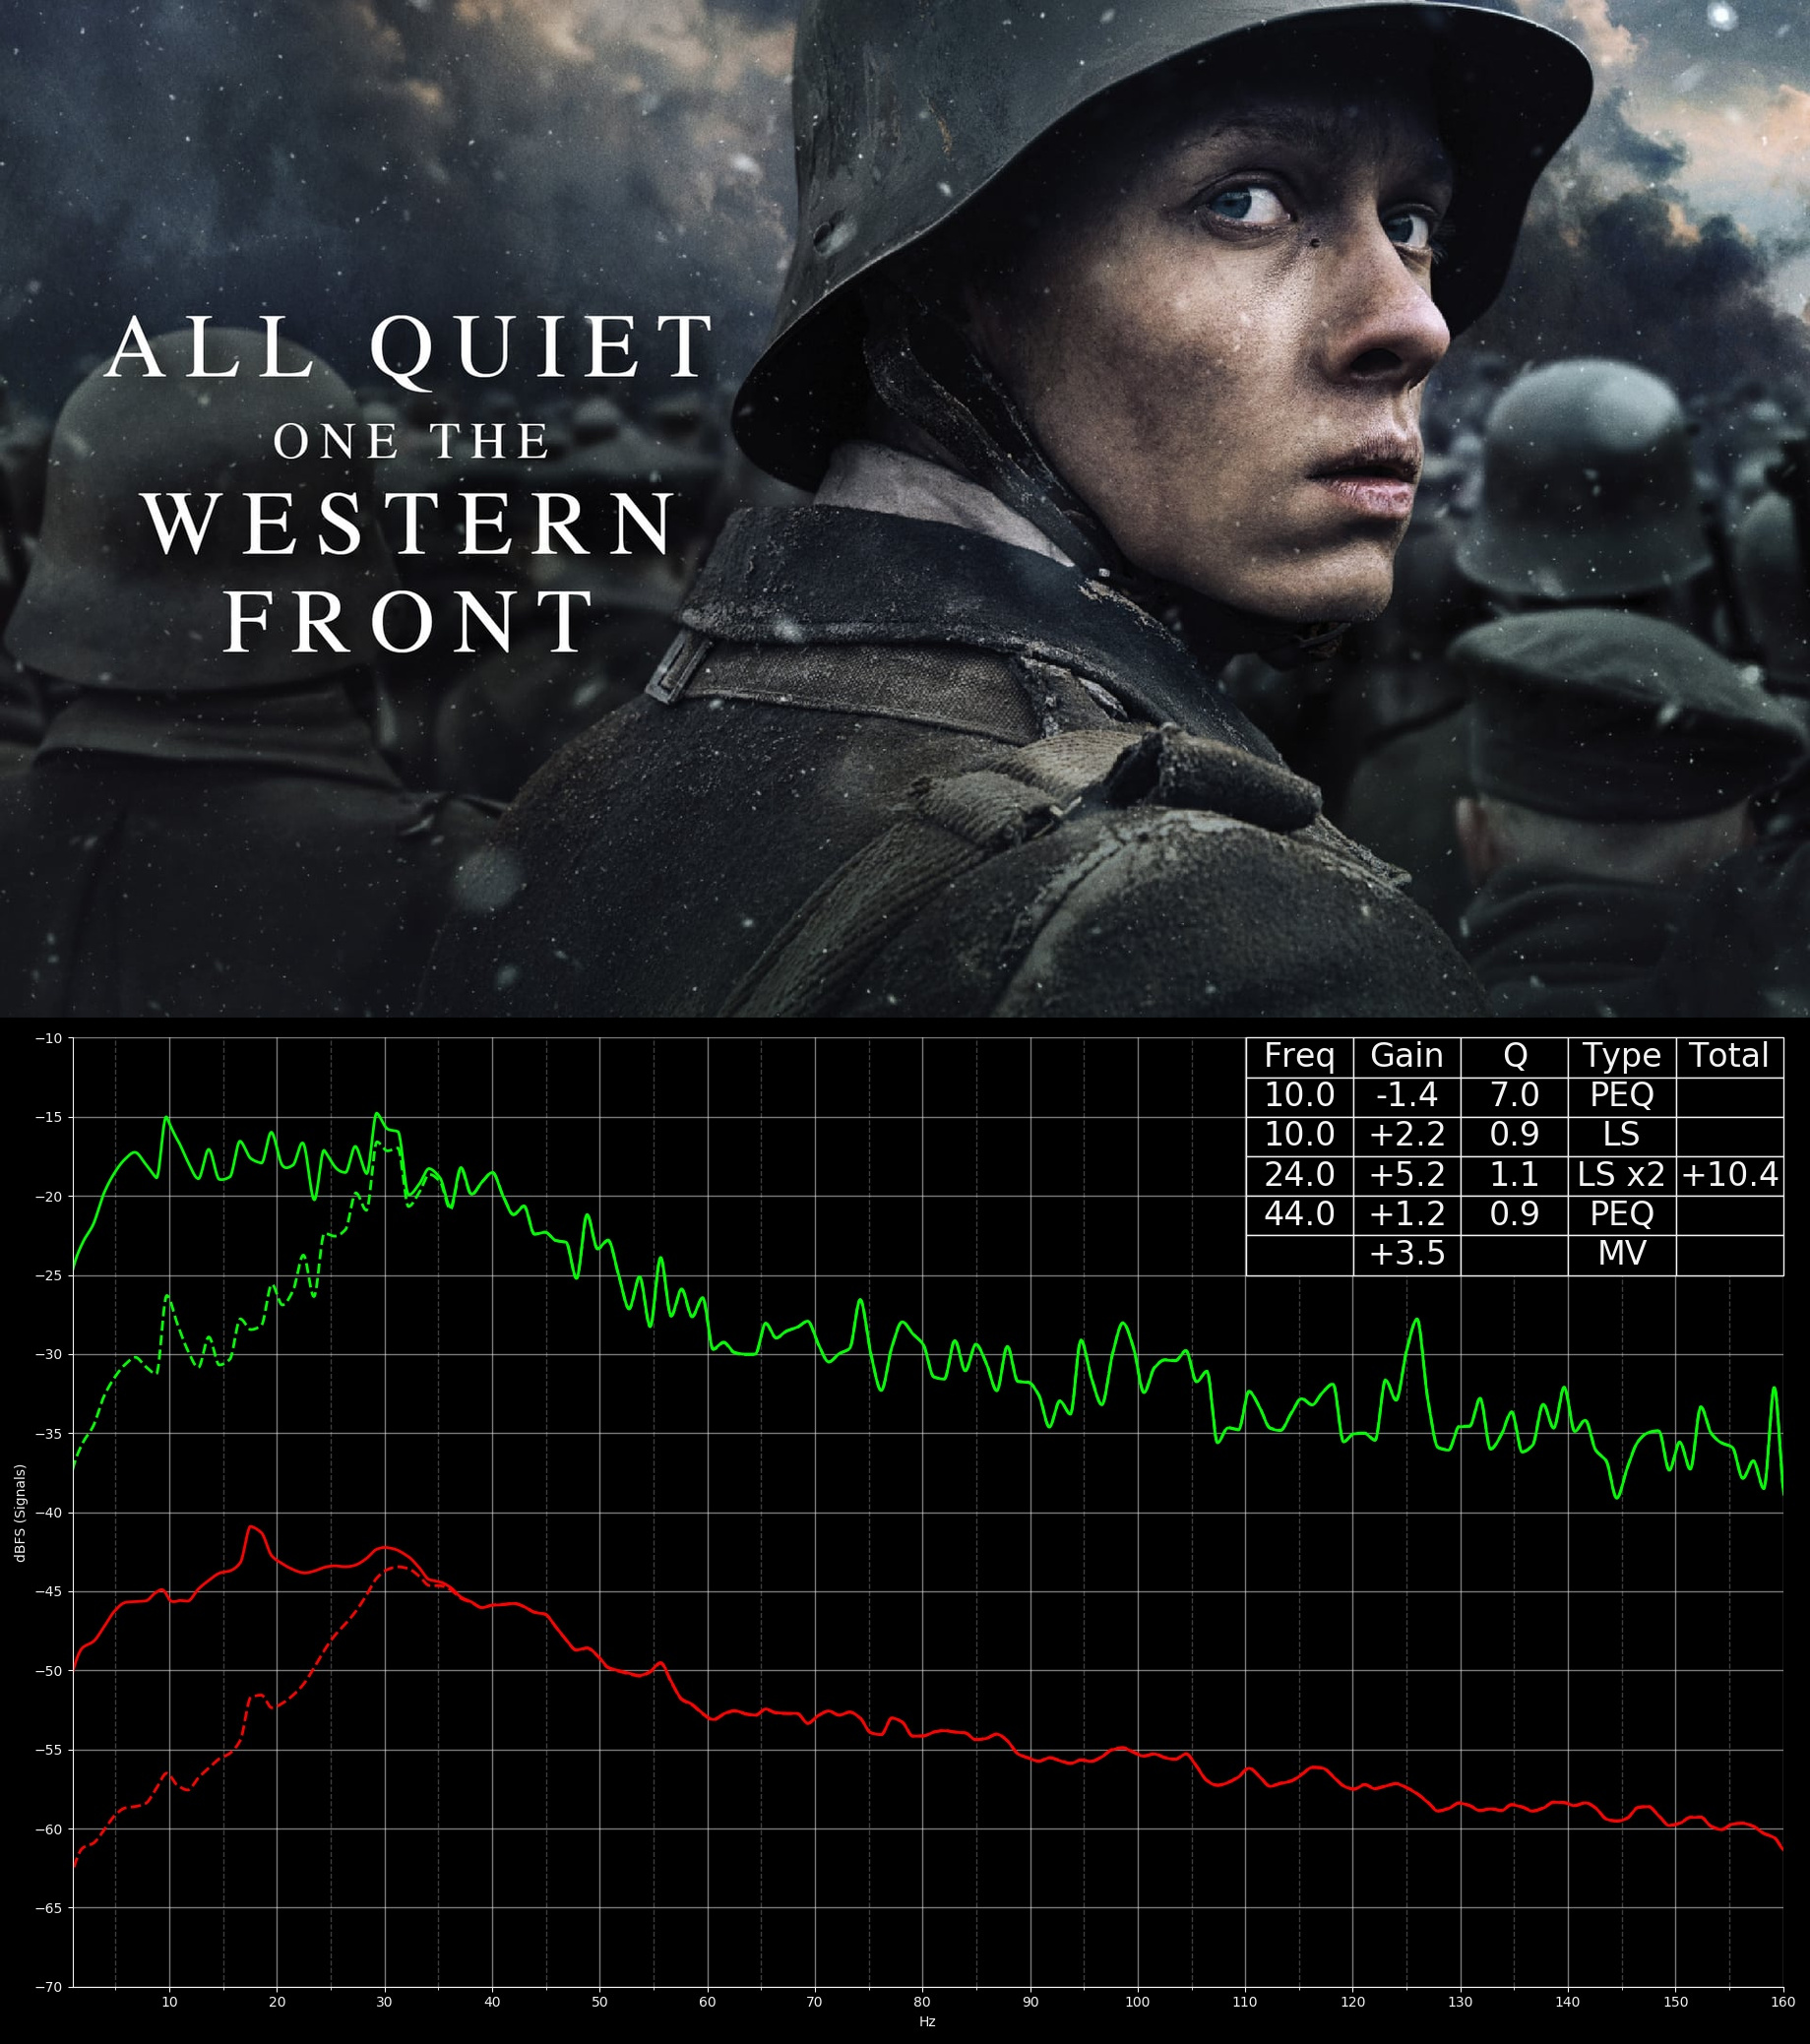 ALL QUIET
ONE THE
WESTERN
FRONT
Freq Gain Q Type Total
10.0 -1.4 7.0 PEQ
10.0 +2.2 0.9 LS
24.0 +5.2 1.1 LS x2 +10.4
44.0 +1.2 0.9 PEQ
+3.5 MV
dBFS (Signals)
−10
−15
−20
−25
−30
−35
−40
−45
−50
−55
−60
−65
−70
10 20 30 40 50 60 70 80 90 100 110 120 130 140 150 160
Hz